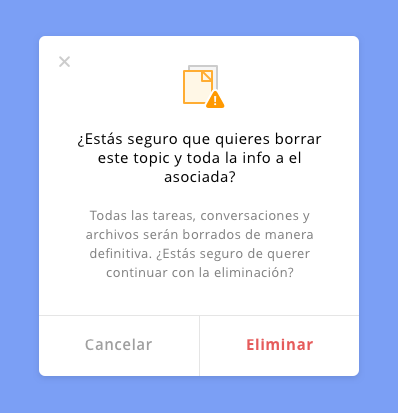 ¿Estás seguro que quieres borrar
este topic y toda la info a el
asociada?
Todas las tareas, conversaciones y
archivos serán borrados de manera
definitiva. ¿Estás seguro de querer
continuar con la eliminación?
Cancelar
Eliminar